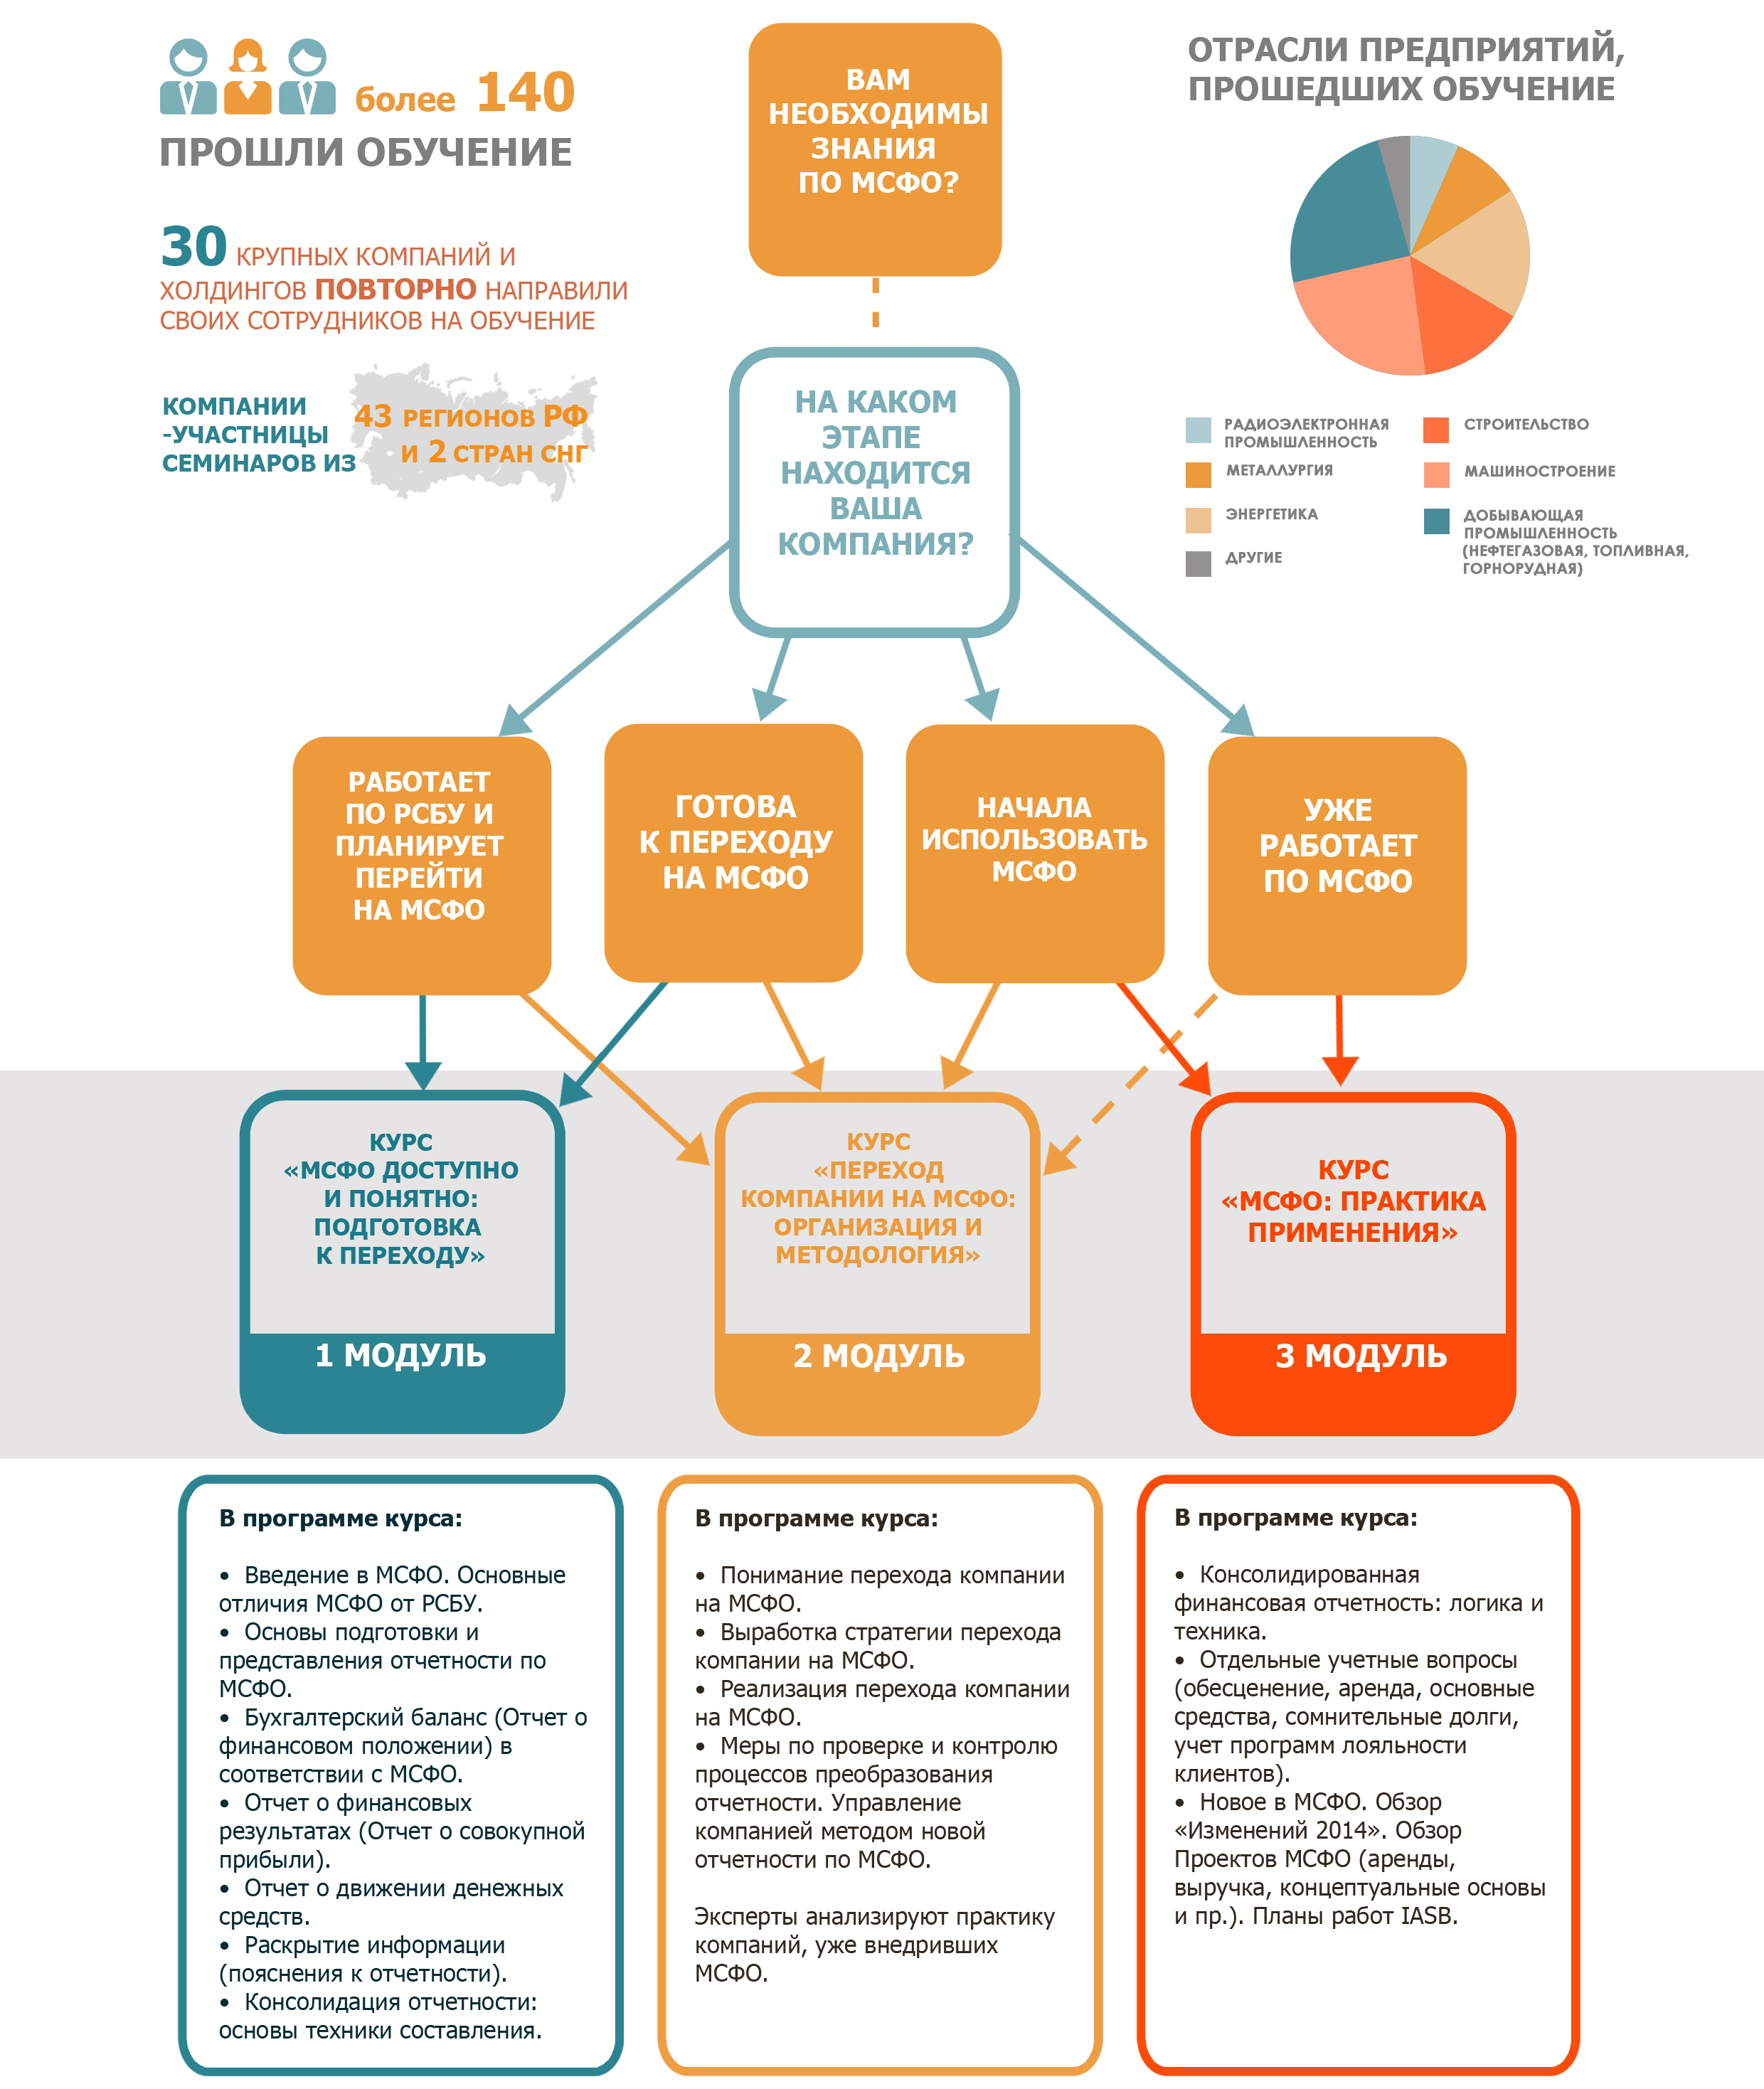 более 140
ПРОШЛИ ОБУЧЕНИЕ
30 КРУПНЫХ КОМПАНИЙ И
ХОЛДИНГОВ ПОВТОРНО НАПРАВИЛИ
СВОИХ СОТРУДНИКОВ НА ОБУЧЕНИЕ
КОМПАНИИ
-УЧАСТНИЦЫ
СЕМИНАРОВ ИЗ
43 РЕГИОНОВ РФ
И 2 СТРАН СНГ
ВАМ
НЕОБХОДИМЫ
ЗНАНИЯ
ПО МСФО?
ОТРАСЛИ ПРЕДПРИЯТИЙ,
ПРОШЕДШИХ ОБУЧЕНИЕ
РАДИОЭЛЕКТРОННАЯ
ПРОМЫШЛЕННОСТЬ
МЕТАЛЛУРГИЯ
ЭНЕРГЕТИКА
ДРУГИЕ
СТРОИТЕЛЬСТВО
МАШИНОСТРОЕНИЕ
ДОБЫВАЮЩАЯ
ПРОМЫШЛЕННОСТЬ
(НЕФТЕГАЗОВАЯ, ТОПЛИВНАЯ,
ГОРНОРУДНАЯ)
НА КАКОМ
ЭТАПЕ
НАХОДИТСЯ
ВАША
КОМПАНИЯ?
РАБОТАЕТ
ПО РСБУ И
ПЛАНИРУЕТ
ПЕРЕЙТИ
НА МСФО
ГОТОВА
К ПЕРЕХОДУ
НА МСФО
НАЧАЛА
ИСПОЛЬЗОВАТЬ
МСФО
УЖЕ
РАБОТАЕТ
ПО МСФО
КУРС
«МСФО ДОСТУПНО
И ПОНЯТНО:
ПОДГОТОВКА
К ПЕРЕХОДУ»
1 МОДУЛЬ
КУРС
«ПЕРЕХОД
КОМПАНИИ НА МСФО:
ОРГАНИЗАЦИЯ И
МЕТОДОЛОГИЯ»
2 МОДУЛЬ
КУРС
«МСФО: ПРАКТИКА
ПРИМЕНЕНИЯ»
3 МОДУЛЬ
В программе курса:
• Введение в МСФО. Основные
отличия МСФО от РСБУ.
• Основы подготовки и
представления отчетности по
МСФО.
• Бухгалтерский баланс (Отчет о
финансовом положении) в
соответствии с МСФО.
• Отчет о финансовых
результатах (Отчет о совокупной
прибыли).
• Отчет о движении денежных
средств.
• Раскрытие информации
(пояснения к отчетности).
• Консолидация отчетности:
основы техники составления.
В программе курса:
• Понимание перехода компании
на МСФО.
• Выработка стратегии перехода
компании на МСФО.
• Реализация перехода компании
на МСФО.
• Меры по проверке и контролю
процессов преобразования
отчетности. Управление
компанией методом новой
отчетности по МСФО.
Эксперты анализируют практику
компаний, уже внедривших
МСФО.
В программе курса:
• Консолидированная
финансовая отчетность: логика и
техника.
• Отдельные учетные вопросы
(обесценение, аренда, основные
средства, сомнительные долги,
учет программ лояльности
клиентов).
• Новое в МСФО. Обзор
«Изменений 2014». Обзор
Проектов МСФО (аренды,
выручка, концептуальные основы
и пр.). Планы работ IASB.